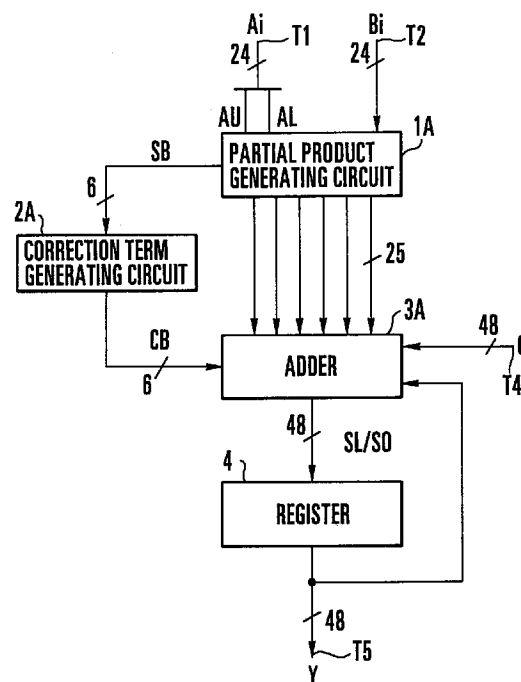 Ai
T1
24
Bi
T2
24
AU
AL
1A
PARTIAL PRODUCT
GENERATING CIRCUIT
SB
6
2A
CORRECTION TERM
GENERATING CIRCUIT
25
3A
CB
6
ADDER
48
T4
48
SL/SO
4
REGISTER
48
T5
Y